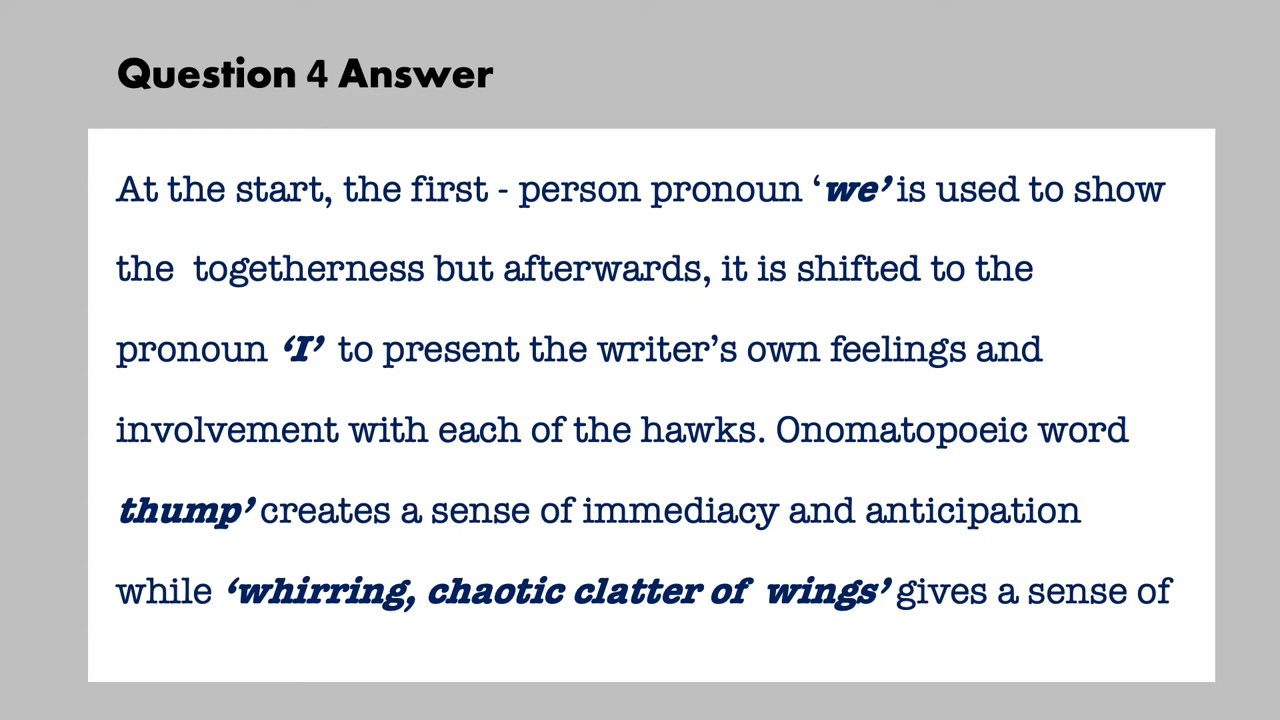 Question 4 Answer
At the start, the first - person pronoun ‘we’ is used to show
the  togetherness but afterwards, it is shifted to the
pronoun ‘I’  to present the writer’s own feelings and
involvement with each of the hawks. Onomatopoeic word
thump’ creates a sense of immediacy and anticipation
while ‘whirring, chaotic clatter of  wings’ gives a sense of